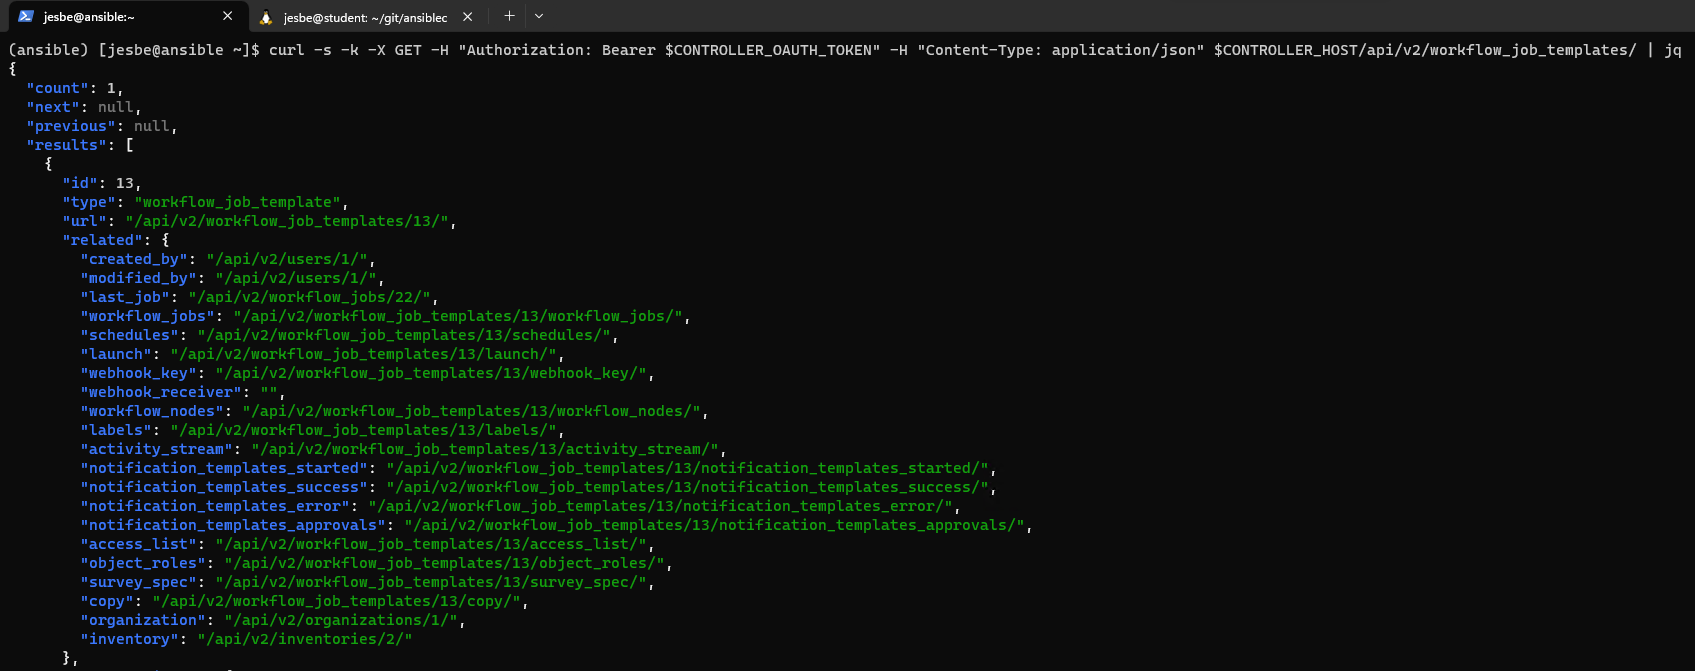 jesbe@ansible:~
jesbe@student: ~/git/ansiblec
(ansible) [jesbe@ansible ~]$ curl -s -k -X GET -H "Authorization: Bearer $CONTROLLER_OAUTH_TOKEN" -H "Content-Type: application/json" $CONTROLLER_HOST/api/v2/workflow_job_templates/ | jq
{
  "count": 1,
  "next": null,
  "previous": null,
  "results": [
    {
      "id": 13,
      "type": "workflow_job_template",
      "url": "/api/v2/workflow_job_templates/13/",
      "related": {
        "created_by": "/api/v2/users/1/",
        "modified_by": "/api/v2/users/1/",
        "last_job": "/api/v2/workflow_jobs/22/",
        "workflow_jobs": "/api/v2/workflow_job_templates/13/workflow_jobs/",
        "schedules": "/api/v2/workflow_job_templates/13/schedules/",
        "launch": "/api/v2/workflow_job_templates/13/launch/",
        "webhook_key": "/api/v2/workflow_job_templates/13/webhook_key/",
        "webhook_receiver": "",
        "workflow_nodes": "/api/v2/workflow_job_templates/13/workflow_nodes/",
        "labels": "/api/v2/workflow_job_templates/13/labels/",
        "activity_stream": "/api/v2/workflow_job_templates/13/activity_stream/",
        "notification_templates_started": "/api/v2/workflow_job_templates/13/notification_templates_started/",
        "notification_templates_success": "/api/v2/workflow_job_templates/13/notification_templates_success/",
        "notification_templates_error": "/api/v2/workflow_job_templates/13/notification_templates_error/",
        "notification_templates_approvals": "/api/v2/workflow_job_templates/13/notification_templates_approvals/",
        "access_list": "/api/v2/workflow_job_templates/13/access_list/",
        "object_roles": "/api/v2/workflow_job_templates/13/object_roles/",
        "survey_spec": "/api/v2/workflow_job_templates/13/survey_spec/",
        "copy": "/api/v2/workflow_job_templates/13/copy/",
        "organization": "/api/v2/organizations/1/",
        "inventory": "/api/v2/inventories/2/"
      },